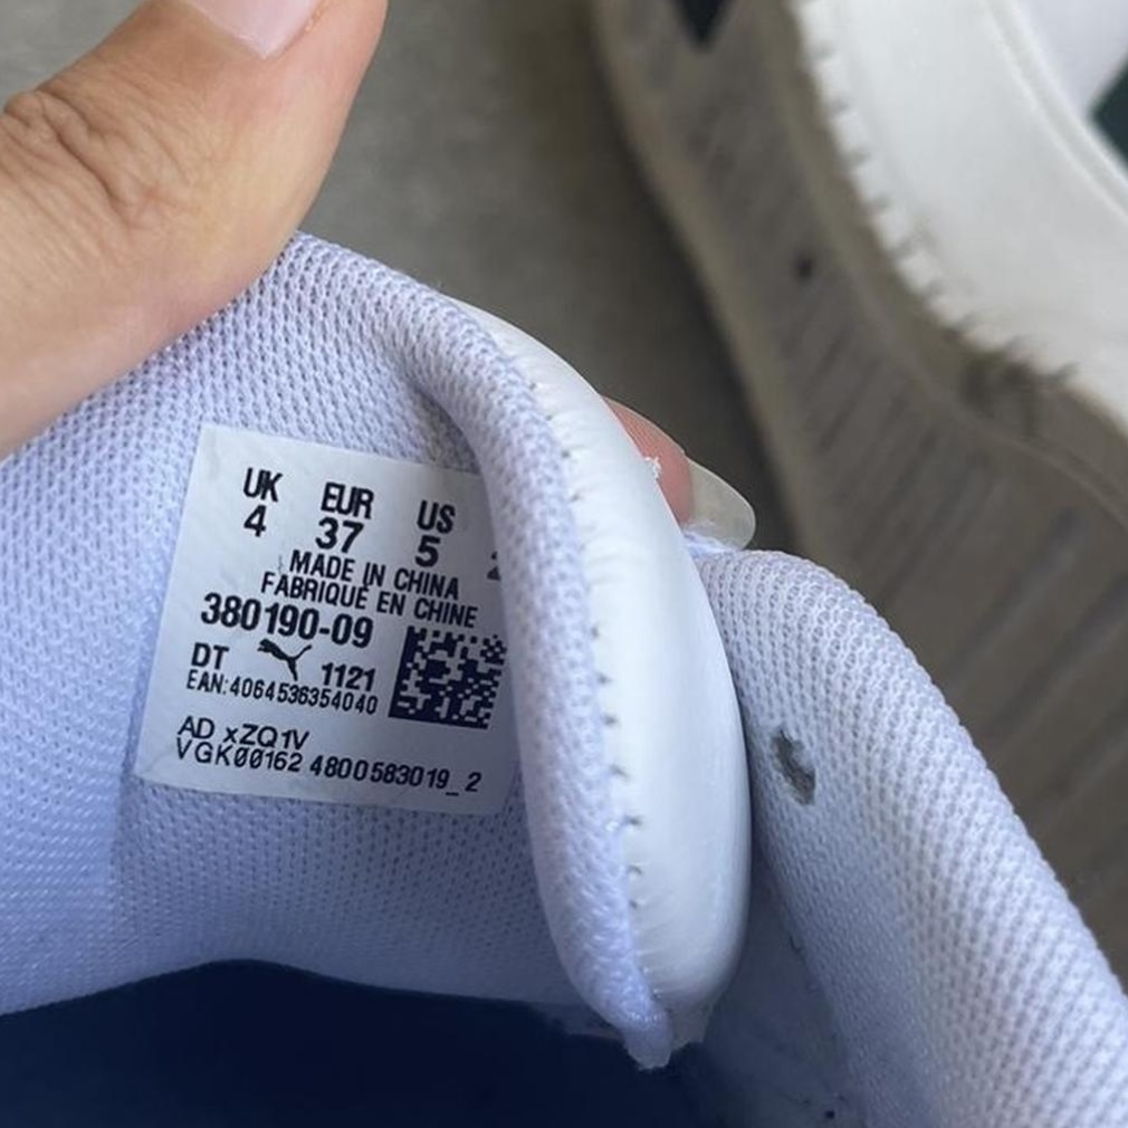 UK EUR US
4 37 5
MADE IN CHINA
FABRIQUÉ EN CHINE
380190-09
DT 1121
EAN:4064536354040
AD xZQ1V
VGK00162 4800583019_2